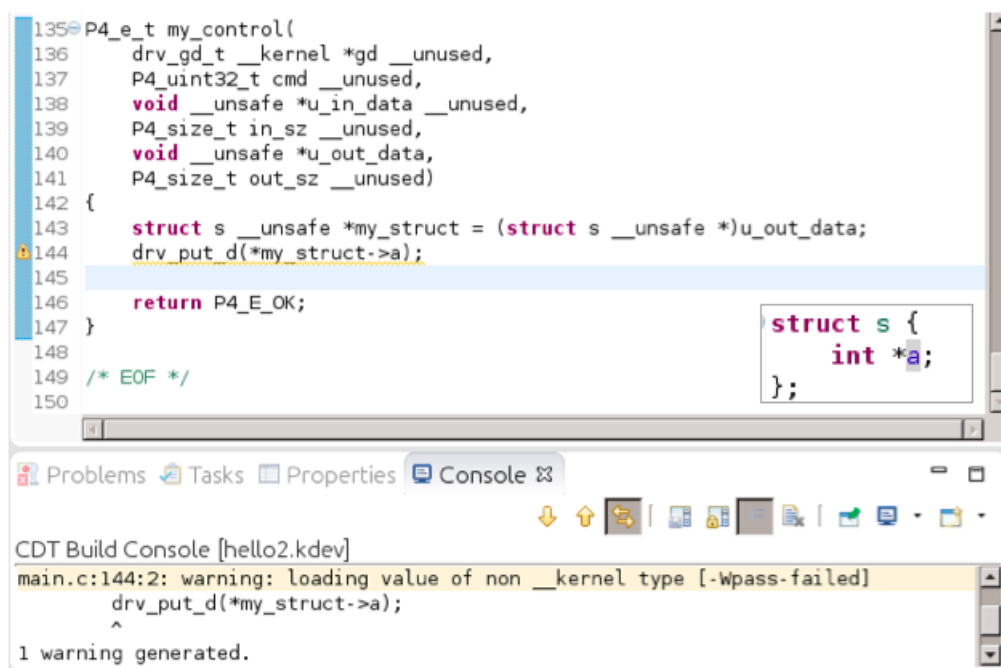 135 P4_e_t my_control(
136 drv_gd_t __kernel *gd __unused,
137 P4_uint32_t cmd __unused,
138 void __unsafe *u_in_data __unused,
139 P4_size_t in_sz __unused,
140 void __unsafe *u_out_data,
141 P4_size_t out_sz __unused)
142 {
143 struct s __unsafe *my_struct = (struct s __unsafe *)u_out_data;
144 drv_put_d(*my_struct->a);
145
146 return P4_E_OK;
147 }
148
149 /* EOF */
150
struct s {
int *a;
};
Problems Tasks Properties Console
CDT Build Console [hello2.kdev]
main.c:144:2: warning: loading value of non __kernel type [-Wpass-failed]
drv_put_d(*my_struct->a);
^
1 warning generated.